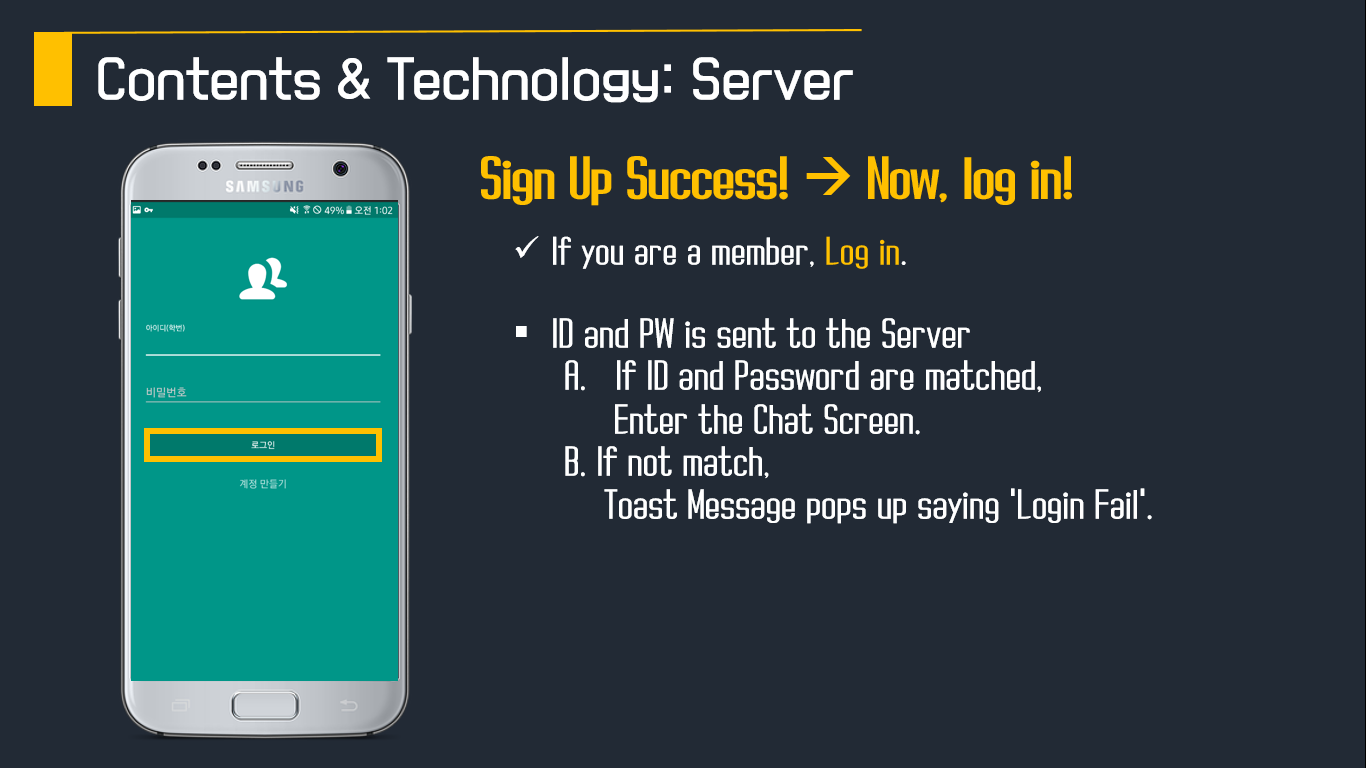 Contents & Technology: Server
SAMSUNG
49% 오전 1:02
아이디(학번)
비밀번호
로그인
계정 만들기
Sign Up Success! → Now, log in!
✓ If you are a member, Log in.
▪ ID and PW is sent to the Server
A. If ID and Password are matched,
Enter the Chat Screen.
B. If not match,
Toast Message pops up saying 'Login Fail'.